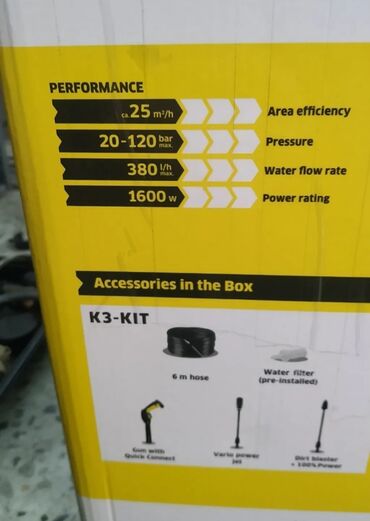 PERFORMANCE
ca. 25 m²/h Area efficiency
20-120 bar max. Pressure
380 l/h max. Water flow rate
1600 W Power rating
Accessories in the Box
K3-KIT
6 m hose
Water filter
(pre-installed)
Gun with
Quick Connect
Vario power
jet
Dirt blaster
+ 100% Power